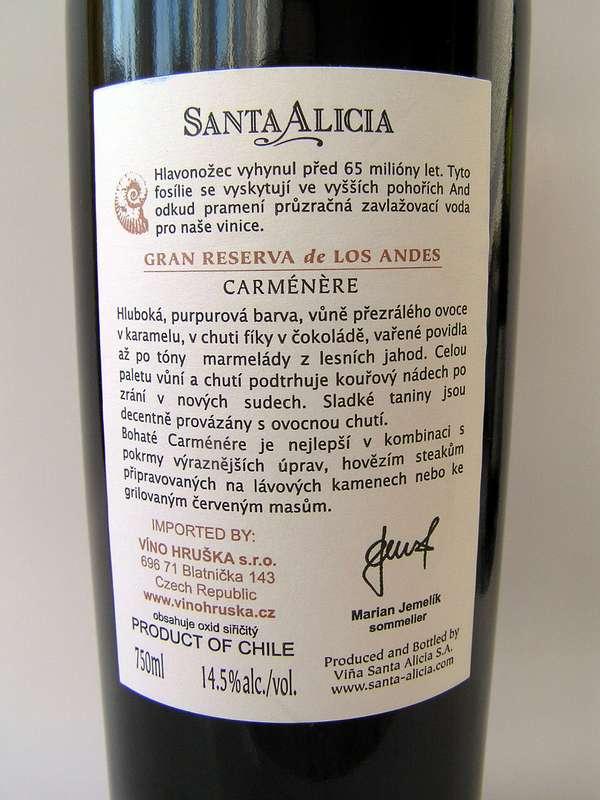 SANTA ALICIA
Hlavonožec vyhynul před 65 milióny let. Tyto
fosílie se vyskytují ve vyšších pohořích And
odkud pramení průzračná zavlažovací voda
pro naše vinice.
GRAN RESERVA de LOS ANDES
CARMÉNÈRE
Hluboká, purpurová barva, vůně přezrálého ovoce
v karamelu, v chuti fíky v čokoládě, vařené povidla
až po tóny marmelády z lesních jahod. Celou
paletu vůní a chutí podtrhuje kouřový nádech po
zrání v nových sudech. Sladké taniny jsou
decentně provázány s ovocnou chutí.
Bohaté Carménére je nejlepší v kombinaci s
pokrmy výraznějších úprav, hovězím steakům
připravovaných na lávových kamenech nebo ke
grilovaným červeným masům.
IMPORTED BY:
VÍNO HRUŠKA s.r.o.
696 71 Blatnička 143
Czech Republic
www.vinohruska.cz
obsahuje oxid siřičitý
PRODUCT OF CHILE
750ml 14.5%alc./vol.
Marian Jemelík
sommelier
Produced and Bottled by
Viña Santa Alicia S.A.
www.santa-alicia.com